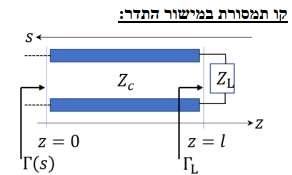 קו תמסורת במישור התדר:
s
Z_c
Z_L
z
z = 0
z = l
Γ(s)
Γ_L